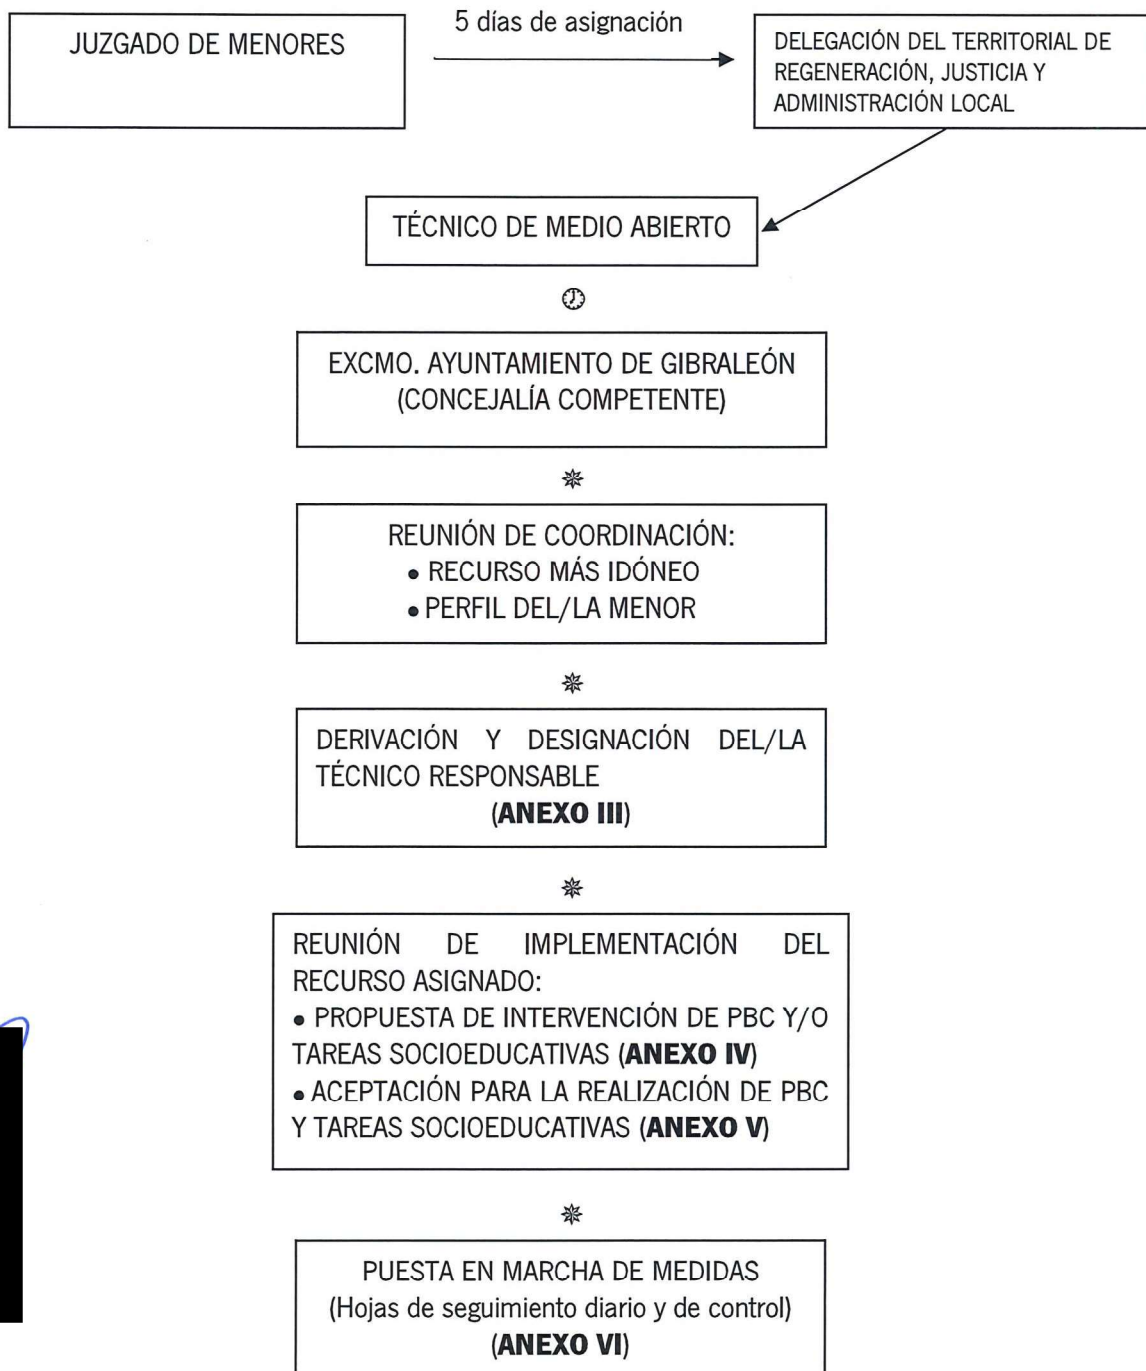 JUZGADO DE MENORES
5 días de asignación
DELEGACIÓN DEL TERRITORIAL DE
REGENERACIÓN, JUSTICIA Y
ADMINISTRACIÓN LOCAL
TÉCNICO DE MEDIO ABIERTO
EXCMO. AYUNTAMIENTO DE GIBRALEÓN
(CONCEJALÍA COMPETENTE)
REUNIÓN DE COORDINACIÓN:
• RECURSO MÁS IDÓNEO
• PERFIL DEL/LA MENOR
DERIVACIÓN Y DESIGNACIÓN DEL/LA
TÉCNICO RESPONSABLE
(ANEXO III)
REUNIÓN DE IMPLEMENTACIÓN DEL
RECURSO ASIGNADO:
• PROPUESTA DE INTERVENCIÓN DE PBC Y/O
TAREAS SOCIOEDUCATIVAS (ANEXO IV)
• ACEPTACIÓN PARA LA REALIZACIÓN DE PBC
Y TAREAS SOCIOEDUCATIVAS (ANEXO V)
PUESTA EN MARCHA DE MEDIDAS
(Hojas de seguimiento diario y de control)
(ANEXO VI)